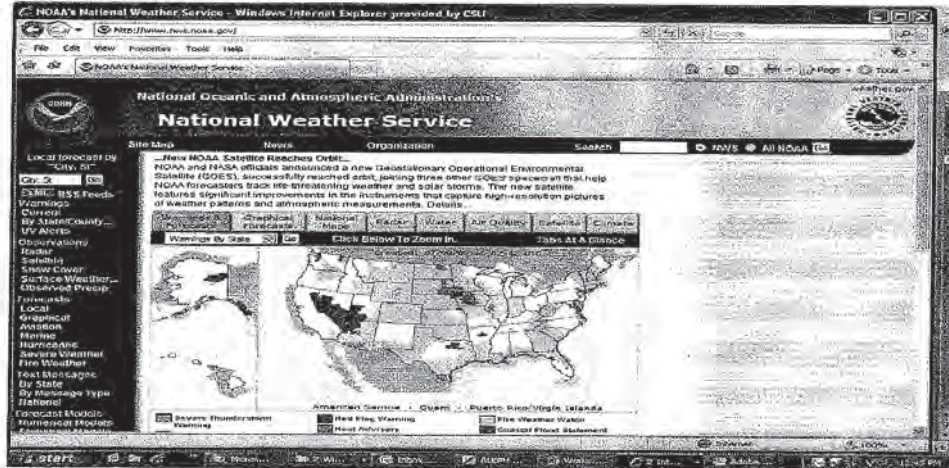 NOAA's National Weather Service - Windows Internet Explorer provided by CSU
http://www.nws.noaa.gov/
File Edit View Favorites Tools Help
NOAA's National Weather Service
Page Tools
weather.gov
National Oceanic and Atmospheric Administration's
National Weather Service
Site Map News Organization Search NWS All NOAA Go
Local forecast by
"City, St"
City, St Go
RSS Feeds
Warnings
Current
By State/County...
UV Alerts
Observations
Radar
Satellite
Snow Cover
Surface Weather...
Observed Precip
Forecasts
Local
Graphical
Aviation
Marine
Hurricanes
Severe Weather
Fire Weather
Text Messages
By State
By Message Type
National
Forecast Models
Numerical Models
...New NOAA Satellite Reaches Orbit...
NOAA and NASA officials announced a new Geostationary Operational Environmental
Satellite (GOES), successfully reached orbit, joining three other GOES spacecraft that help
NOAA forecasters track life-threatening weather and solar storms. The new satellite
features significant improvements in the instruments that capture high-resolution pictures
of weather patterns and atmospheric measurements. Details...
Graphical Forecasts National Maps Radar Water Air Quality Satellite Climate
Warnings By State Go Click Below To Zoom In. Tabs At A Glance
American Samoa Guam Puerto Rico/Virgin Islands
Severe Thunderstorm Warning
Red Flag Warning
Fire Weather Watch
Heat Advisory
Coastal Flood Statement
Internet 100%
start Inbox